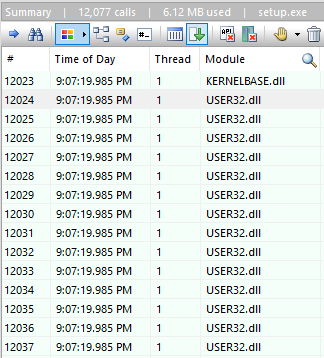 Summary | 12,077 calls | 6.12 MB used | setup.exe
# Time of Day Thread Module
12023 9:07:19.985 PM 1 KERNELBASE.dll
12024 9:07:19.985 PM 1 USER32.dll
12025 9:07:19.985 PM 1 USER32.dll
12026 9:07:19.985 PM 1 USER32.dll
12027 9:07:19.985 PM 1 USER32.dll
12028 9:07:19.985 PM 1 USER32.dll
12029 9:07:19.985 PM 1 USER32.dll
12030 9:07:19.985 PM 1 USER32.dll
12031 9:07:19.985 PM 1 USER32.dll
12032 9:07:19.985 PM 1 USER32.dll
12033 9:07:19.985 PM 1 USER32.dll
12034 9:07:19.985 PM 1 USER32.dll
12035 9:07:19.985 PM 1 USER32.dll
12036 9:07:19.985 PM 1 USER32.dll
12037 9:07:19.985 PM 1 USER32.dll